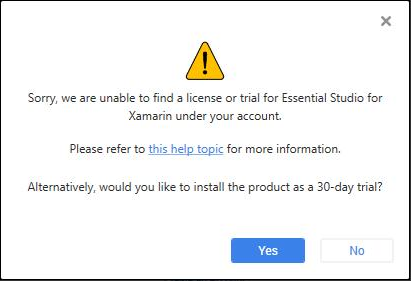 Sorry, we are unable to find a license or trial for Essential Studio for
Xamarin under your account.
Please refer to this help topic for more information.
Alternatively, would you like to install the product as a 30-day trial?
Yes No